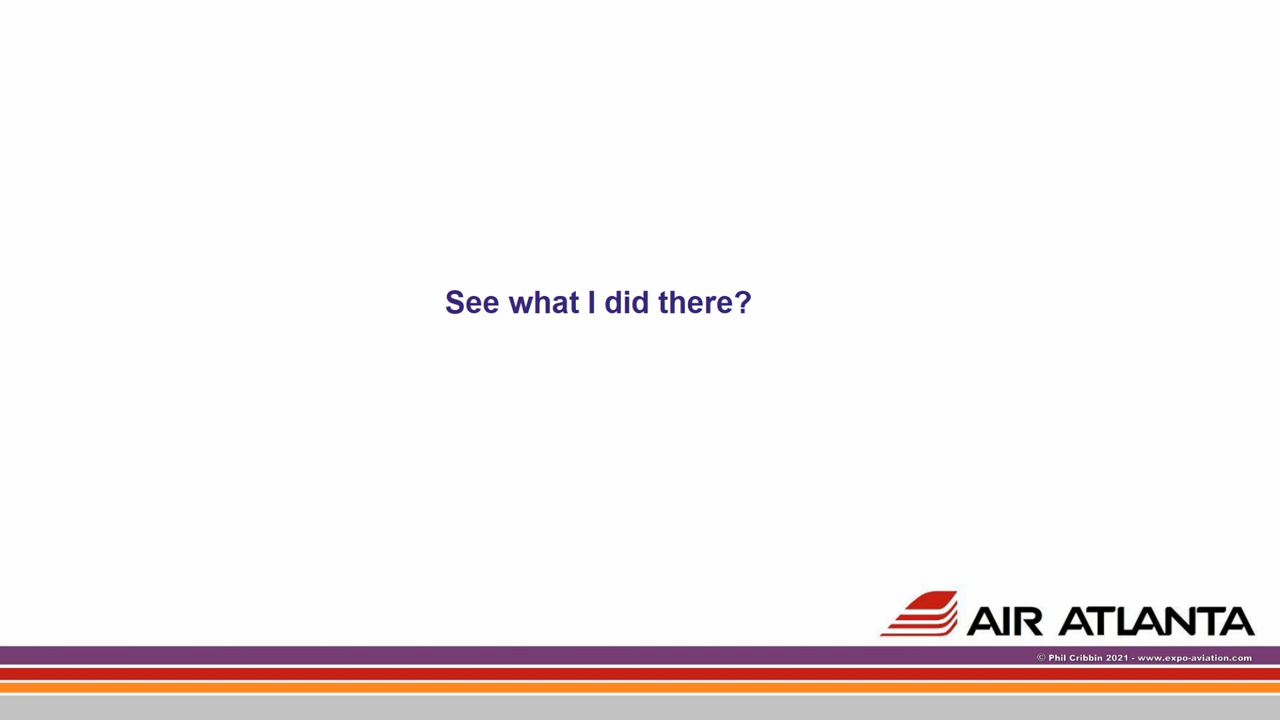 See what I did there?
AIR ATLANTA
© Phil Cribbin 2021 - www.expo-aviation.com